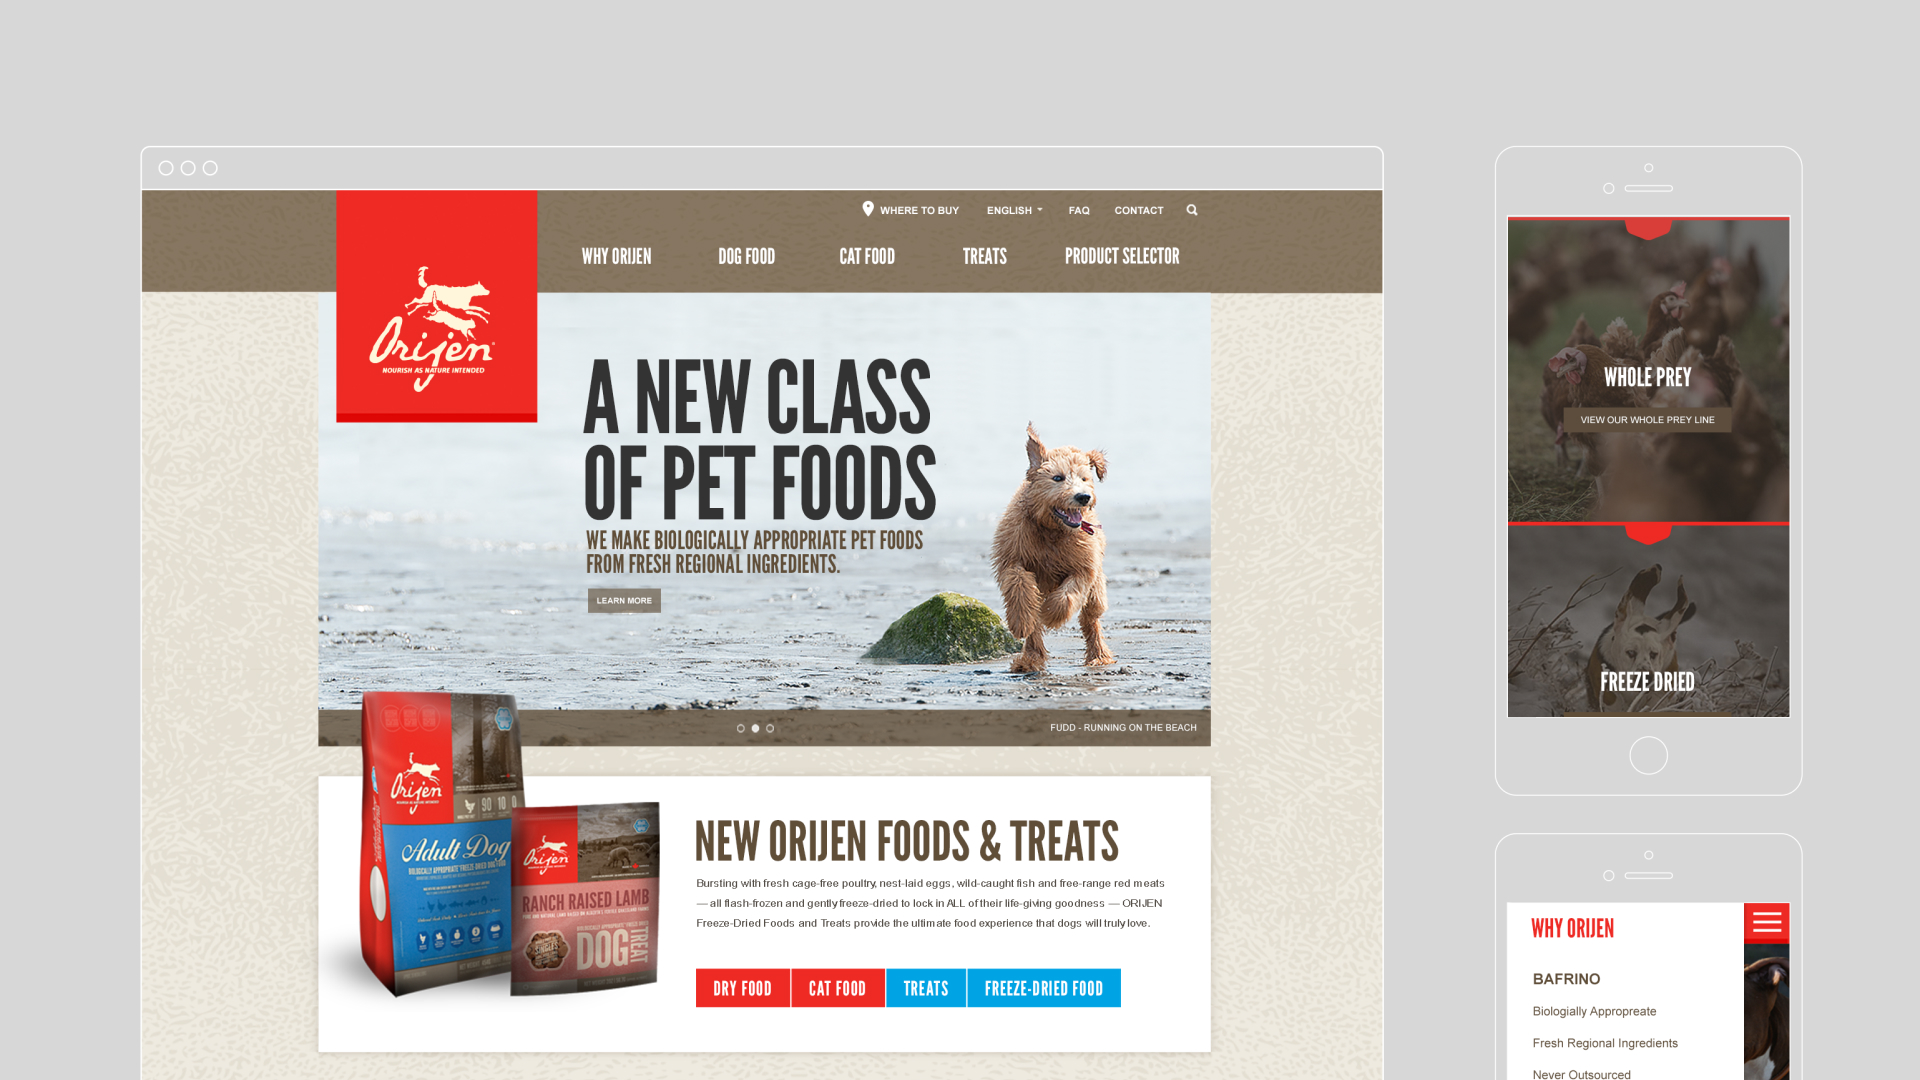 WHERE TO BUY
ENGLISH
FAQ
CONTACT
WHY ORIJEN
DOG FOOD
CAT FOOD
TREATS
PRODUCT SELECTOR
Orijen
NOURISH AS NATURE INTENDED
A NEW CLASS
OF PET FOODS
WE MAKE BIOLOGICALLY APPROPRIATE PET FOODS
FROM FRESH REGIONAL INGREDIENTS.
LEARN MORE
FUDD - RUNNING ON THE BEACH
Orijen
90 10 0
Adult Dog
Orijen
RANCH RAISED LAMB
DOG TREAT
NEW ORIJEN FOODS & TREATS
Bursting with fresh cage-free poultry, nest-laid eggs, wild-caught fish and free-range red meats
— all flash-frozen and gently freeze-dried to lock in ALL of their life-giving goodness — ORIJEN
Freeze-Dried Foods and Treats provide the ultimate food experience that dogs will truly love.
DRY FOOD
CAT FOOD
TREATS
FREEZE-DRIED FOOD
WHOLE PREY
VIEW OUR WHOLE PREY LINE
FREEZE DRIED
WHY ORIJEN
BAFRINO
Biologially Appropreate
Fresh Regional Ingredients
Never Outsourced